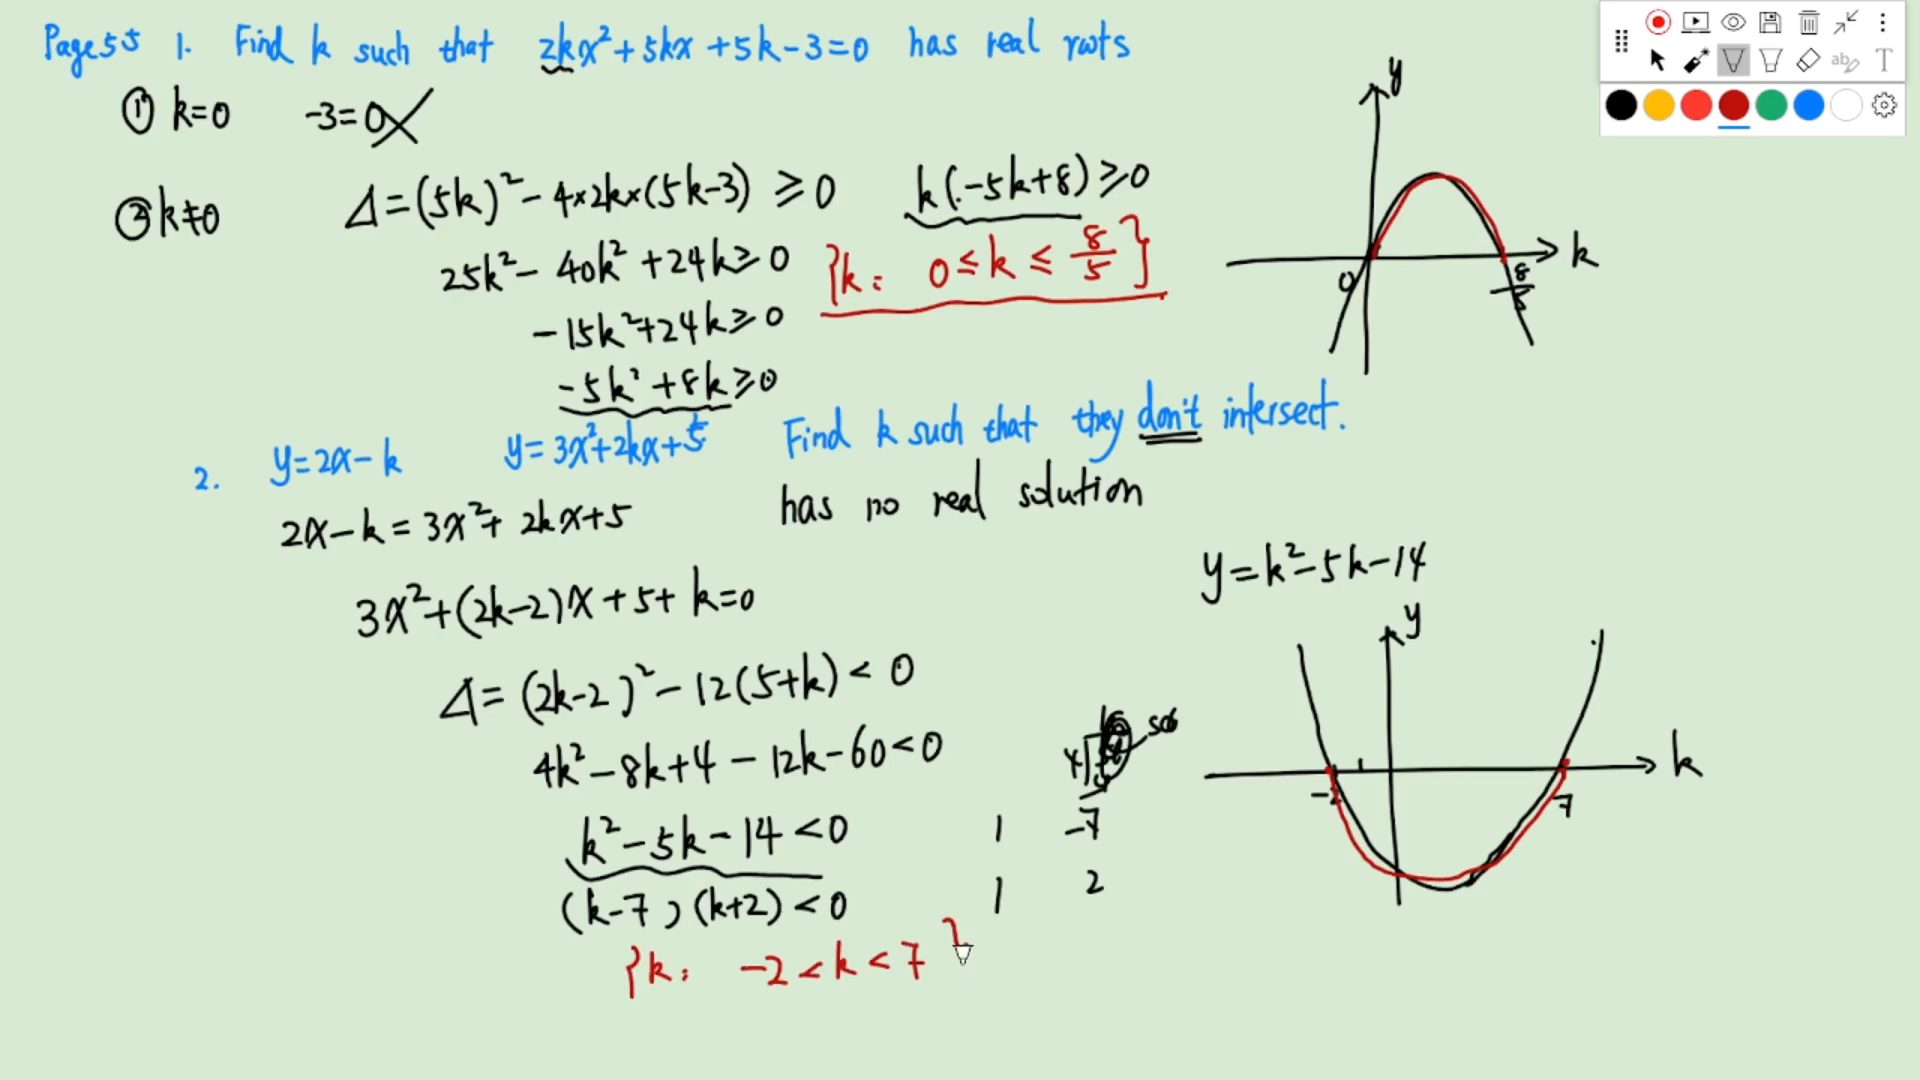 Page 55 1. Find k such that 2kx²+5kx+5k-3=0 has real roots
① k=0 -3=0
② k≠0 Δ=(5k)²-4×2k×(5k-3)≥0 k(-5k+8)≥0
25k²-40k²+24k≥0 {k: 0≤k≤8/5}
-15k²+24k≥0
-5k²+8k≥0
y
k
0
8/5
2. y=2x-k y=3x²+2kx+5 Find k such that they don't intersect.
2x-k=3x²+2kx+5 has no real solution
3x²+(2k-2)x+5+k=0
Δ=(2k-2)²-12(5+k)<0
4k²-8k+4-12k-60<0
k²-5k-14<0 1 -7
(k-7)(k+2)<0 1 2
{k: -2<k<7}
y=k²-5k-14
y
k
-2
7
ab
T